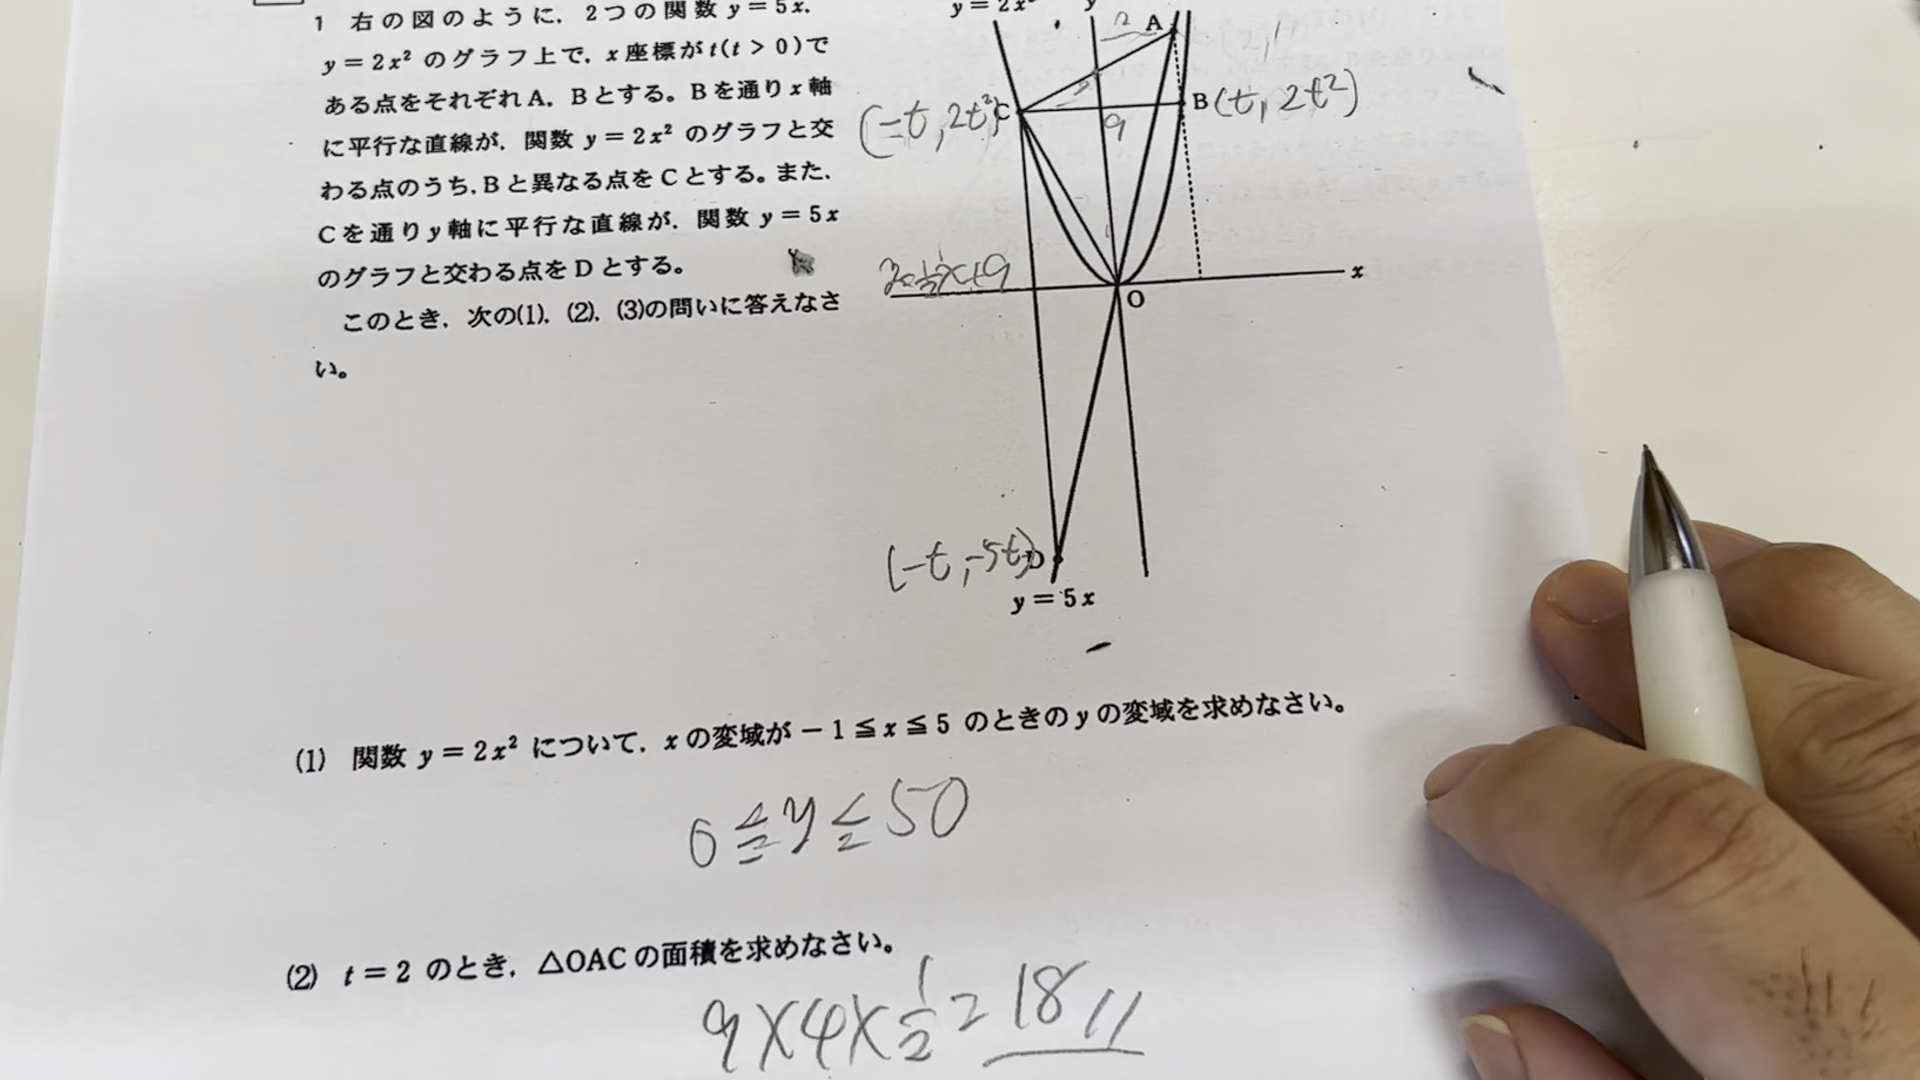 1 右の図のように, 2つの関数 y = 5x,
y = 2x² のグラフ上で, x 座標が t (t > 0) で
ある点をそれぞれ A, B とする。B を通り x 軸
に平行な直線が, 関数 y = 2x² のグラフと交
わる点のうち, B と異なる点を C とする。また,
C を通り y 軸に平行な直線が, 関数 y = 5x
のグラフと交わる点を D とする。
このとき, 次の(1), (2), (3)の問いに答えなさ
い。
y = 2x²
y
A
(-t, 2t²)
C
B
(t, 2t²)
9
x
O
(-t, -5t)
D
y = 5x
(1) 関数 y = 2x² について, x の変域が − 1 ≦ x ≦ 5 のときの y の変域を求めなさい。
0 ≦ y ≦ 50
(2) t = 2 のとき, △OAC の面積を求めなさい。
9 × 4 × 1/2 = 18